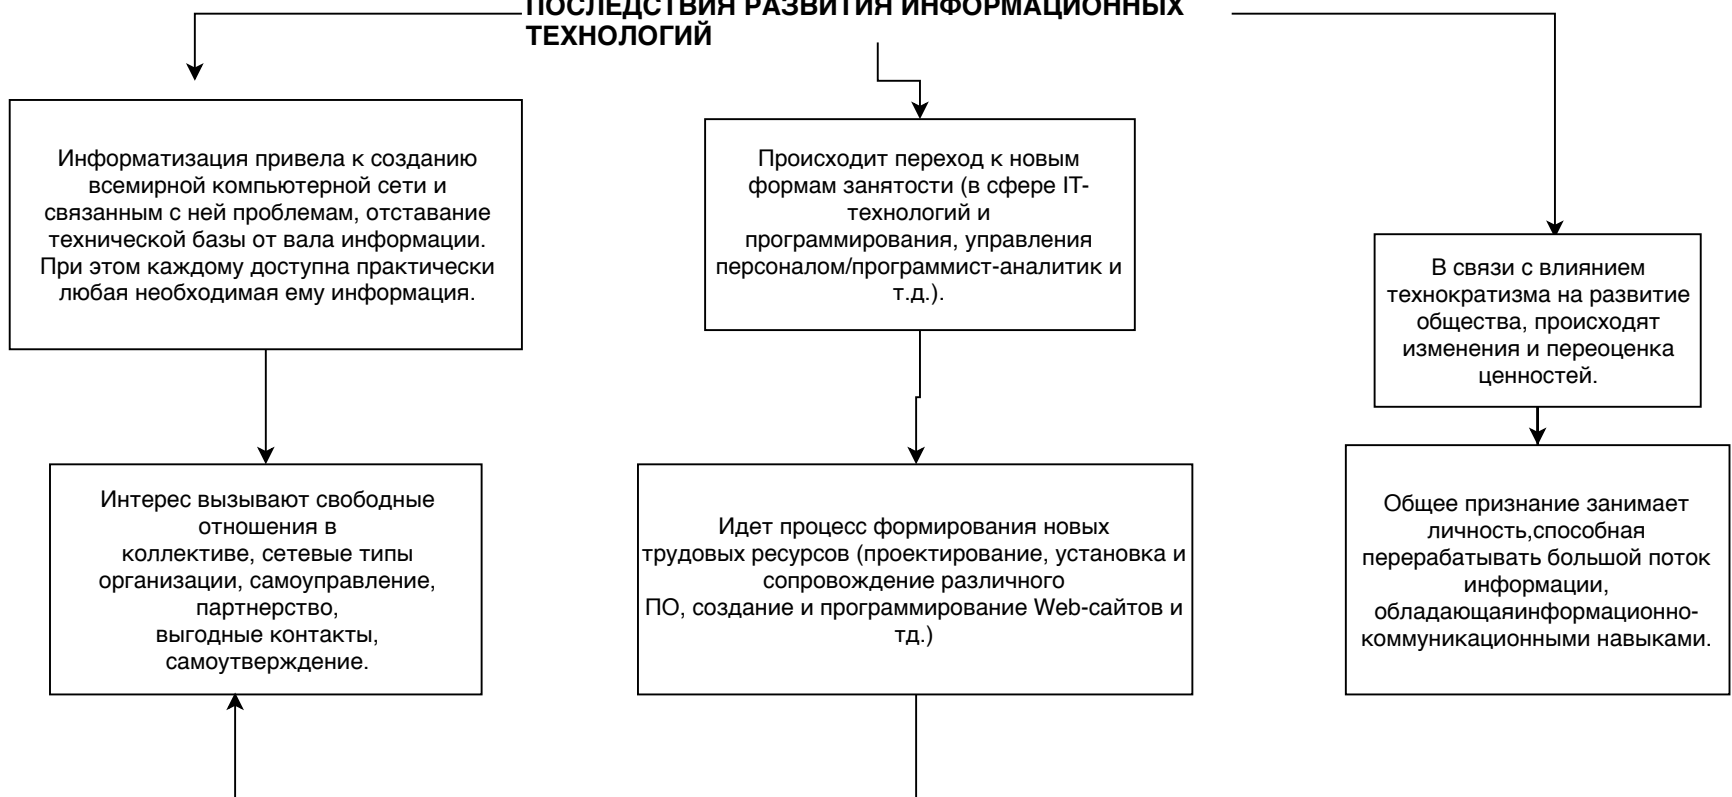 ПОСЛЕДСТВИЯ РАЗВИТИЯ ИНФОРМАЦИОННЫХ
ТЕХНОЛОГИЙ
Информатизация привела к созданию
всемирной компьютерной сети и
связанным с ней проблемам, отставание
технической базы от вала информации.
При этом каждому доступна практически
любая необходимая ему информация.
Происходит переход к новым
формам занятости (в сфере IT-
технологий и
программирования, управления
персоналом/программист-аналитик и
т.д.).
В связи с влиянием
технократизма на развитие
общества, происходят
изменения и переоценка
ценностей.
Интерес вызывают свободные
отношения в
коллективе, сетевые типы
организации, самоуправление,
партнерство,
выгодные контакты,
самоутверждение.
Идет процесс формирования новых
трудовых ресурсов (проектирование, установка и
сопровождение различного
ПО, создание и программирование Web-сайтов и
тд.)
Общее признание занимает
личность,способная
перерабатывать большой поток
информации,
обладающаяинформационно-
коммуникационными навыками.